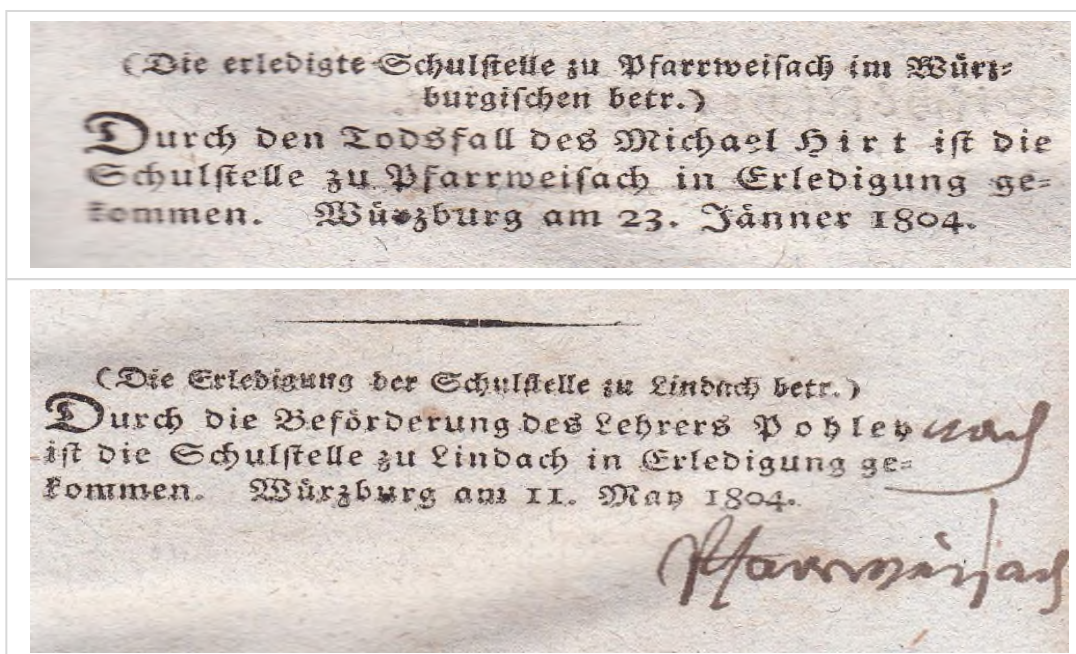 (Die erledigte Schulstelle zu Pfarrweisach im Würz-
burgischen betr.)
Durch den Todsfall des Michael Hirt ist die
Schulstelle zu Pfarrweisach in Erledigung ge-
kommen. Würzburg am 23. Jänner 1804.
(Die Erledigung der Schulstelle zu Lindach betr.)
Durch die Beförderung des Lehrers Pohley nach
ist die Schulstelle zu Lindach in Erledigung ge-
kommen. Würzburg am 11. May 1804.
Pfarrweisach